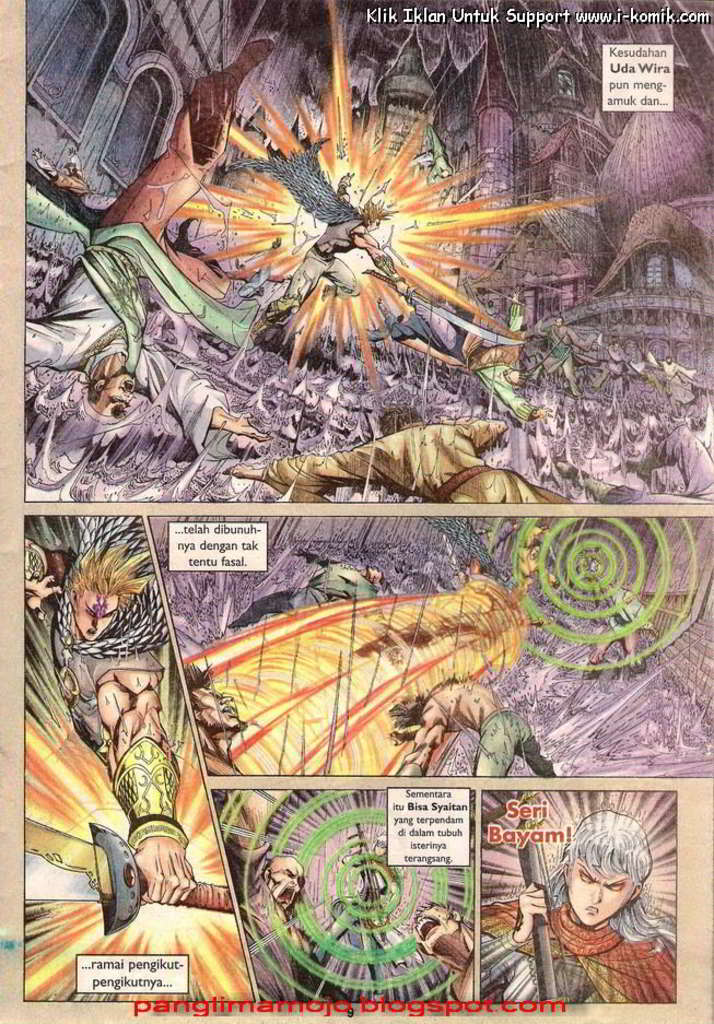 Klik Iklan Untuk Support www.i-komik.com
Kesudahan
Uda Wira
pun meng-
amuk dan...
...telah dibunuh-
nya dengan tak
tentu fasal.
...ramai pengikut-
pengikutnya...
Sementara
itu Bisa Syaitan
yang terpendam
di dalam tubuh
isterinya
terangsang.
Seri
Bayam!
panglimamojo.blogspot.com
9